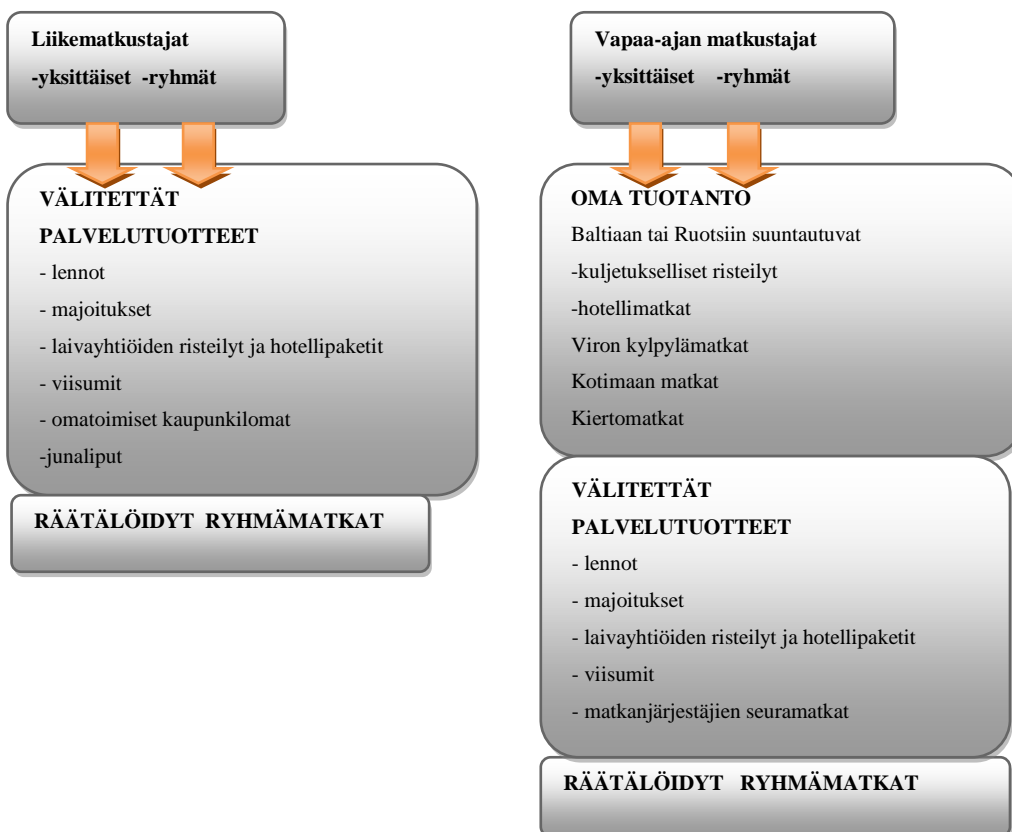 Liikematkustajat
-yksittäiset -ryhmät
VÄLITETTÄT
PALVELUTUOTTEET
- lennot
- majoitukset
- laivayhtiöiden risteilyt ja hotellipaketit
- viisumit
- omatoimiset kaupunkilomat
-junaliput
RÄÄTÄLÖIDYT RYHMÄMATKAT
Vapaa-ajan matkustajat
-yksittäiset -ryhmät
OMA TUOTANTO
Baltiaan tai Ruotsiin suuntautuvat
-kuljetukselliset risteilyt
-hotellimatkat
Viron kylpylämatkat
Kotimaan matkat
Kiertomatkat
VÄLITETTÄT
PALVELUTUOTTEET
- lennot
- majoitukset
- laivayhtiöiden risteilyt ja hotellipaketit
- viisumit
- matkanjärjestäjien seuramatkat
RÄÄTÄLÖIDYT RYHMÄMATKAT